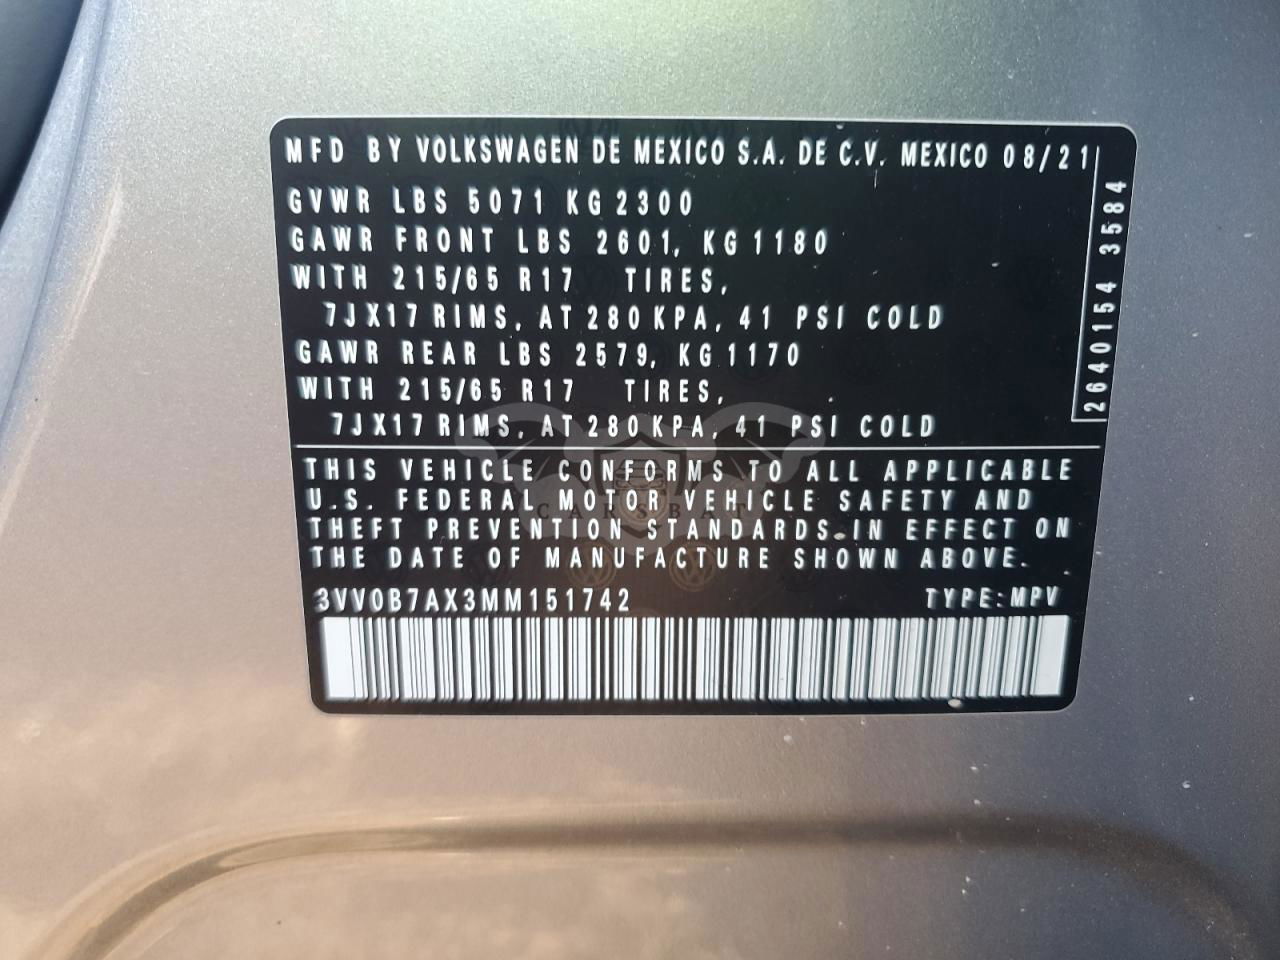 MFD BY VOLKSWAGEN DE MEXICO S.A. DE C.V. MEXICO 08/21
GVWR LBS 5071 KG 2300
GAWR FRONT LBS 2601, KG 1180
WITH 215/65 R17 TIRES,
7JX17 RIMS, AT 280 KPA, 41 PSI COLD
GAWR REAR LBS 2579, KG 1170
WITH 215/65 R17 TIRES,
7JX17 RIMS, AT 280 KPA, 41 PSI COLD
2640154 3584
THIS VEHICLE CONFORMS TO ALL APPLICABLE
U.S. FEDERAL MOTOR VEHICLE SAFETY AND
THEFT PREVENTION STANDARDS IN EFFECT ON
THE DATE OF MANUFACTURE SHOWN ABOVE.
3VV0B7AX3MM151742 TYPE: MPV
CARSBAT